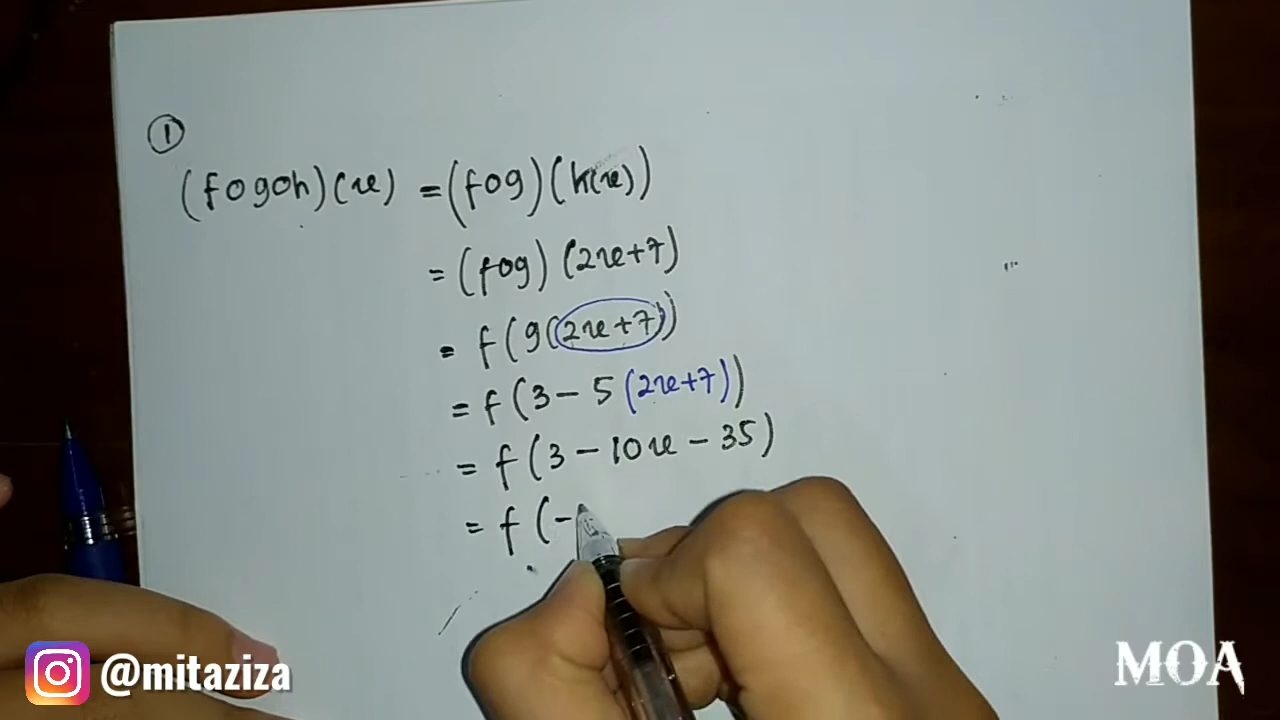 1
(fogoh)(x) = (fog)(h(x))
= (fog) (2x+7)
= f(g(2x+7))
= f(3 - 5(2x+7))
= f(3 - 10x - 35)
= f(-
@mitaziza
MOA